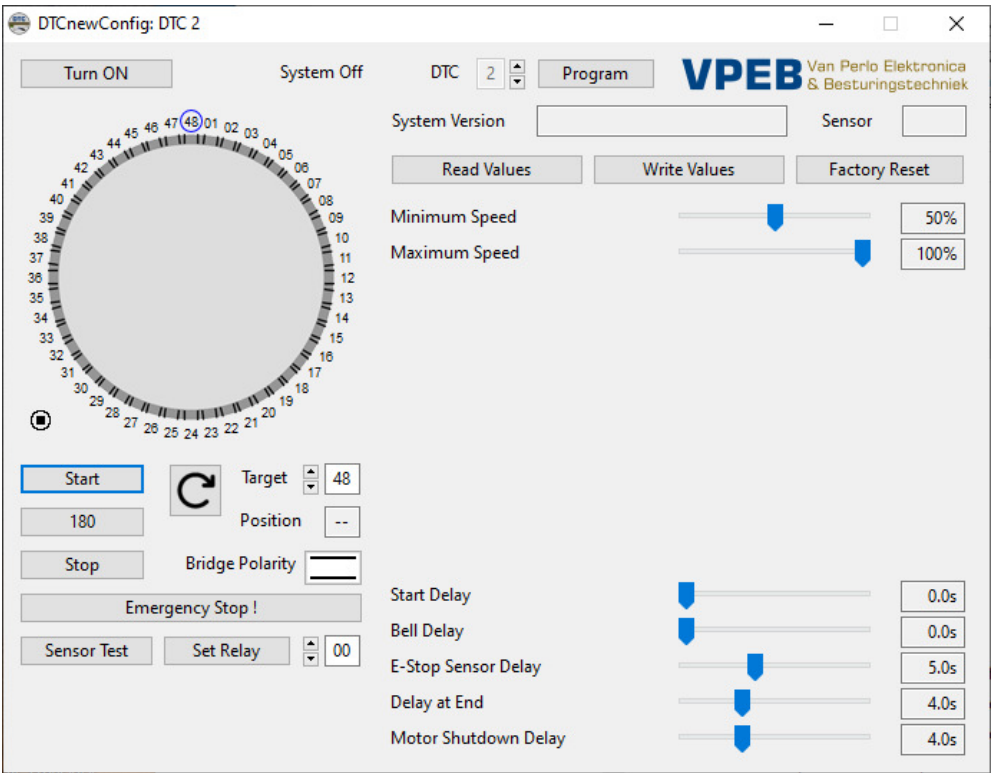 DTCnewConfig: DTC 2
Turn ON
System Off
DTC
2
Program
VPEB
Van Perlo Elektronica
& Besturingstechniek
System Version
Sensor
Read Values
Write Values
Factory Reset
Minimum Speed
50%
Maximum Speed
100%
48
01
02
03
04
05
06
07
08
09
10
11
12
13
14
15
16
17
18
19
20
21
22
23
24
25
26
27
28
29
30
31
32
33
34
35
36
37
38
39
40
41
42
43
44
45
46
47
Start
Target
48
180
Position
--
Stop
Bridge Polarity
Emergency Stop !
Sensor Test
Set Relay
00
Start Delay
0.0s
Bell Delay
0.0s
E-Stop Sensor Delay
5.0s
Delay at End
4.0s
Motor Shutdown Delay
4.0s